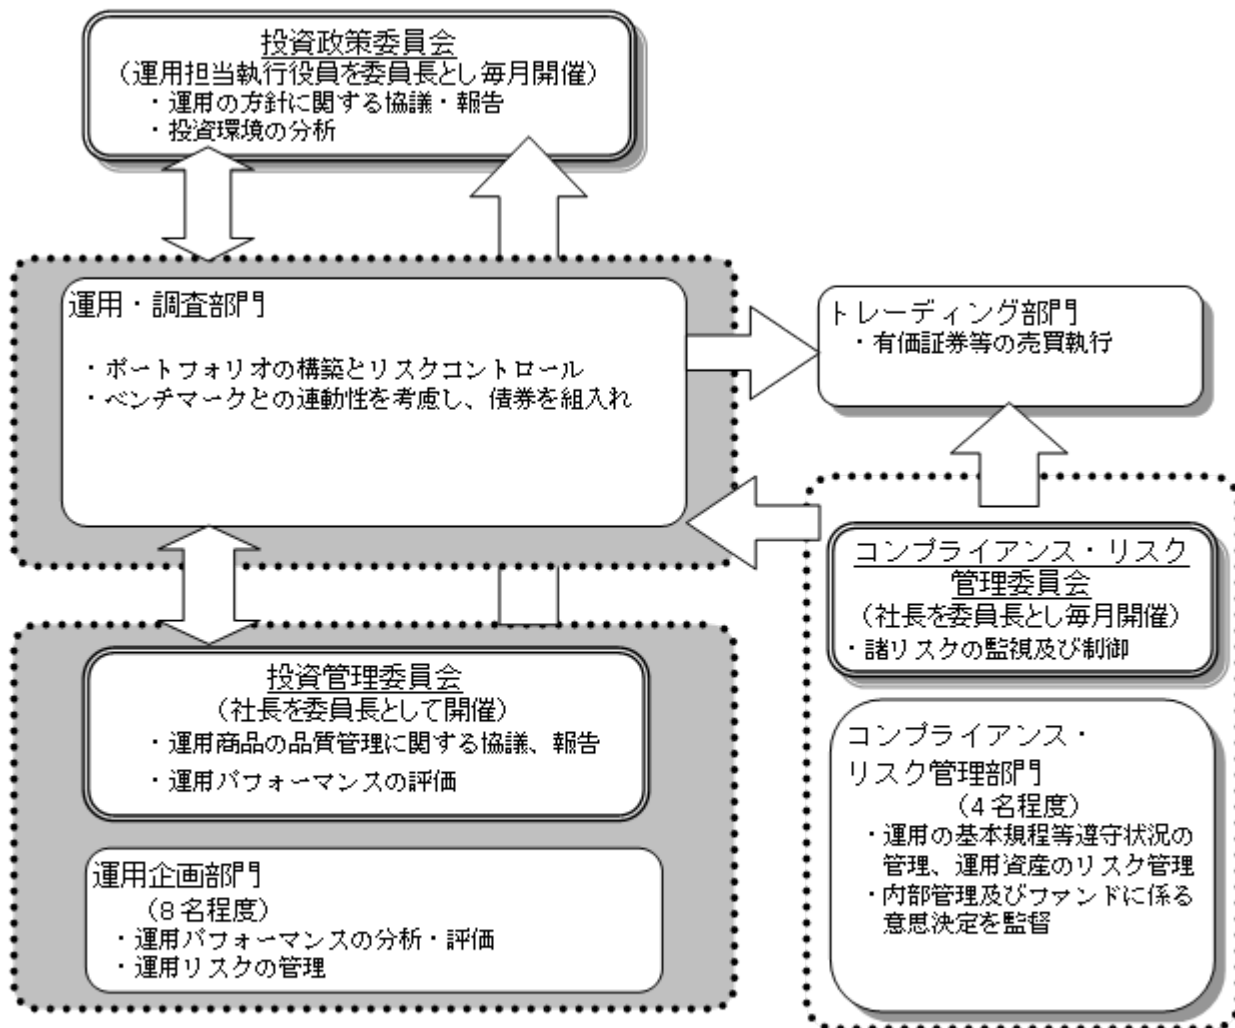 投資政策委員会
（運用担当執行役員を委員長とし毎月開催）
・運用の方針に関する協議・報告
・投資環境の分析
運用・調査部門
・ポートフォリオの構築とリスクコントロール
・ベンチマークとの連動性を考慮し、債券を組入れ
トレーディング部門
・有価証券等の売買執行
投資管理委員会
（社長を委員長として開催）
・運用商品の品質管理に関する協議、報告
・運用パフォーマンスの評価
運用企画部門
（8名程度）
・運用パフォーマンスの分析・評価
・運用リスクの管理
コンプライアンス・リスク
管理委員会
（社長を委員長とし毎月開催）
・諸リスクの監視及び制御
コンプライアンス・
リスク管理部門
（4名程度）
・運用の基本規程等遵守状況の
管理、運用資産のリスク管理
・内部管理及びファンドに係る
意思決定を監督